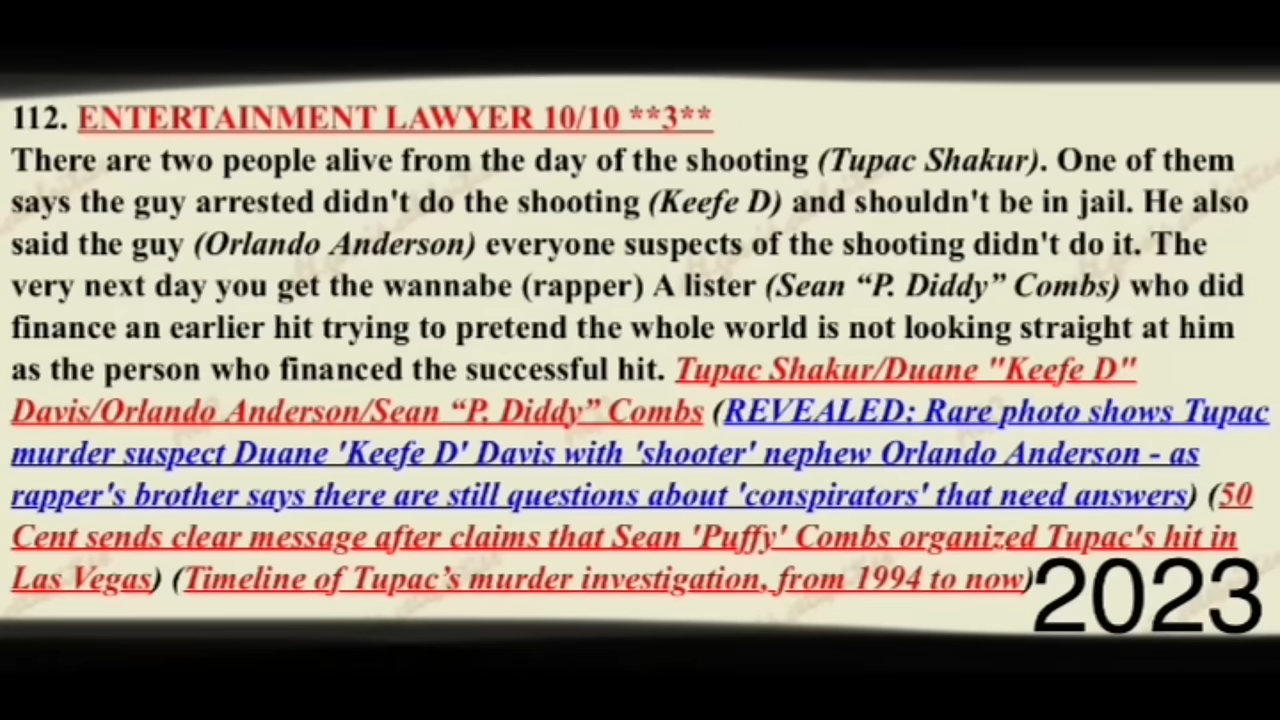 112. ENTERTAINMENT LAWYER 10/10 **3**
There are two people alive from the day of the shooting (Tupac Shakur). One of them
says the guy arrested didn't do the shooting (Keefe D) and shouldn't be in jail. He also
said the guy (Orlando Anderson) everyone suspects of the shooting didn't do it. The
very next day you get the wannabe (rapper) A lister (Sean “P. Diddy” Combs) who did
finance an earlier hit trying to pretend the whole world is not looking straight at him
as the person who financed the successful hit. Tupac Shakur/Duane "Keefe D"
Davis/Orlando Anderson/Sean “P. Diddy” Combs (REVEALED: Rare photo shows Tupac
murder suspect Duane 'Keefe D' Davis with 'shooter' nephew Orlando Anderson - as
rapper's brother says there are still questions about 'conspirators' that need answers) (50
Cent sends clear message after claims that Sean 'Puffy' Combs organized Tupac's hit in
Las Vegas) (Timeline of Tupac’s murder investigation, from 1994 to now)
2023